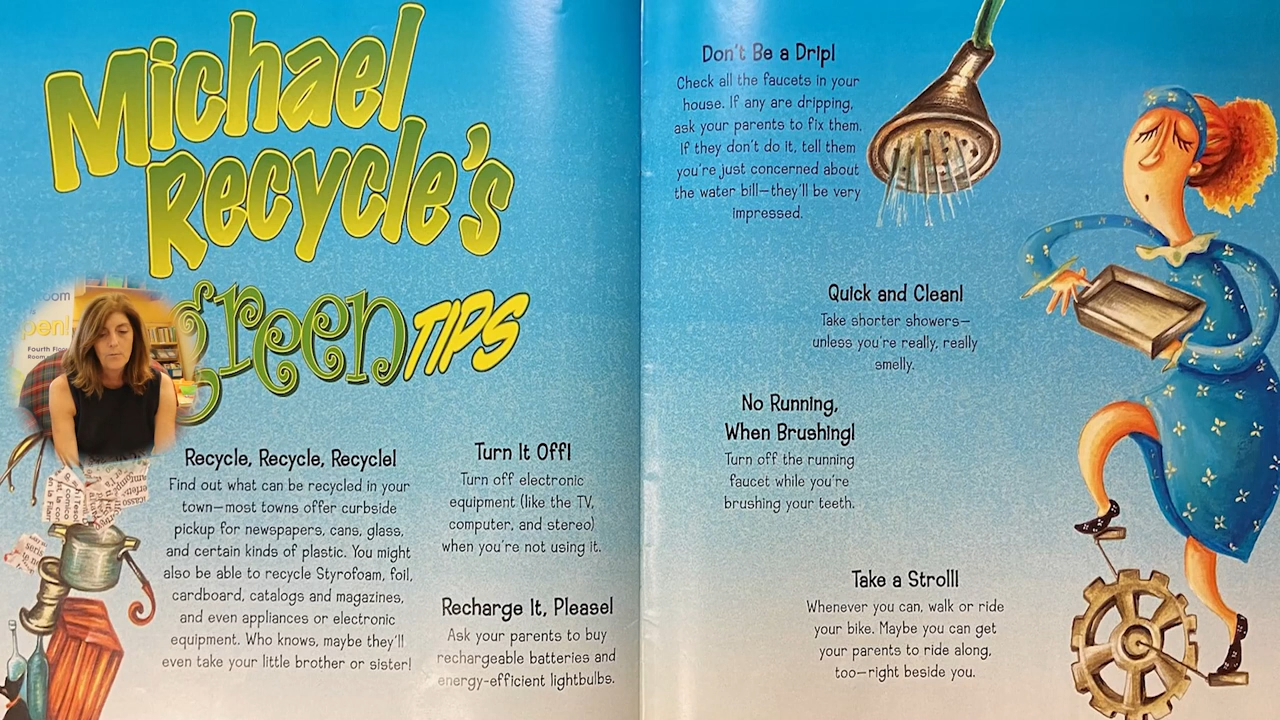 Michael
Recycle's
green TIPS
oom
pen!
Fourth Floo
Room
Recycle, Recycle, Recycle!
Find out what can be recycled in your
town—most towns offer curbside
pickup for newspapers, cans, glass,
and certain kinds of plastic. You might
also be able to recycle Styrofoam, foil,
cardboard, catalogs and magazines,
and even appliances or electronic
equipment. Who knows, maybe they'll
even take your little brother or sister!
Turn It Off!
Turn off electronic
equipment (like the TV,
computer, and stereo)
when you're not using it.
Recharge It, Please!
Ask your parents to buy
rechargeable batteries and
energy-efficient lightbulbs.
Don't Be a Drip!
Check all the faucets in your
house. If any are dripping,
ask your parents to fix them.
If they don't do it, tell them
you're just concerned about
the water bill—they'll be very
impressed.
Quick and Clean!
Take shorter showers—
unless you're really, really
smelly.
No Running,
When Brushing!
Turn off the running
faucet while you're
brushing your teeth.
Take a Stroll!
Whenever you can, walk or ride
your bike. Maybe you can get
your parents to ride along,
too—right beside you.